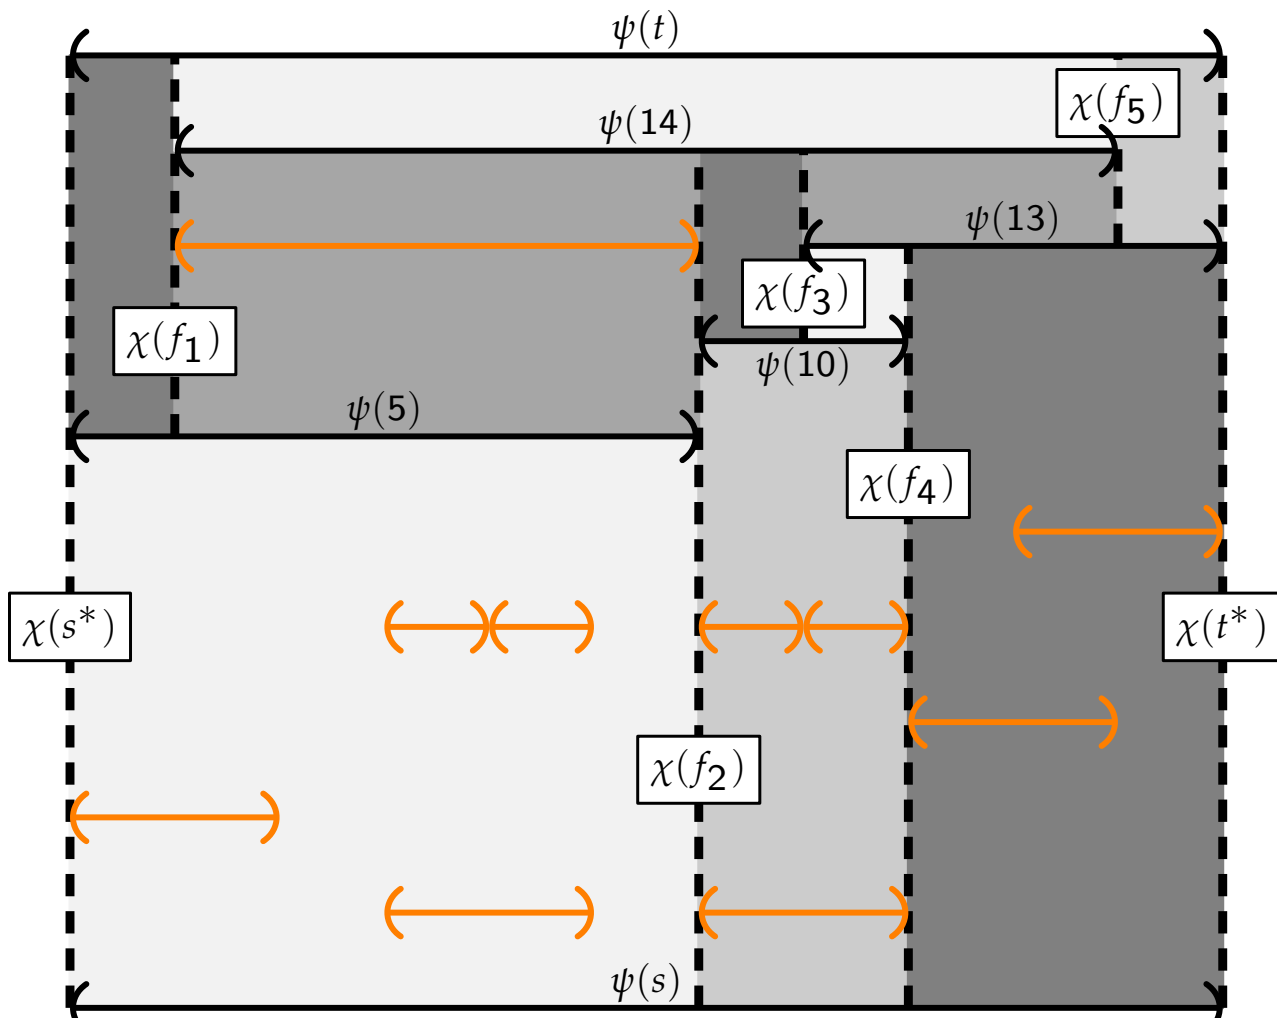 ψ(t)
χ(f₅)
ψ(14)
ψ(13)
χ(f₃)
χ(f₁)
ψ(10)
ψ(5)
χ(f₄)
χ(s*)
χ(t*)
χ(f₂)
ψ(s)